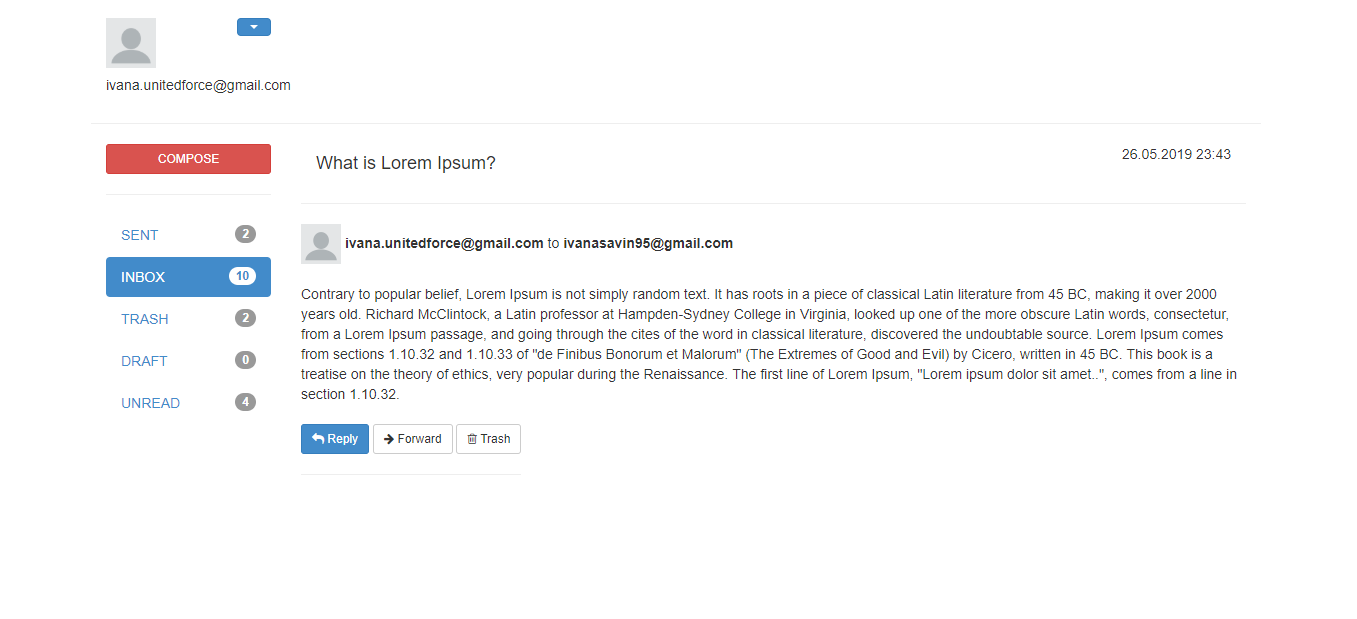 ivana.unitedforce@gmail.com
COMPOSE
What is Lorem Ipsum?
26.05.2019 23:43
SENT 2
INBOX 10
TRASH 2
DRAFT 0
UNREAD 4
ivana.unitedforce@gmail.com to ivanasavin95@gmail.com
Contrary to popular belief, Lorem Ipsum is not simply random text. It has roots in a piece of classical Latin literature from 45 BC, making it over 2000
years old. Richard McClintock, a Latin professor at Hampden-Sydney College in Virginia, looked up one of the more obscure Latin words, consectetur,
from a Lorem Ipsum passage, and going through the cites of the word in classical literature, discovered the undoubtable source. Lorem Ipsum comes
from sections 1.10.32 and 1.10.33 of "de Finibus Bonorum et Malorum" (The Extremes of Good and Evil) by Cicero, written in 45 BC. This book is a
treatise on the theory of ethics, very popular during the Renaissance. The first line of Lorem Ipsum, "Lorem ipsum dolor sit amet..", comes from a line in
section 1.10.32.
Reply Forward Trash